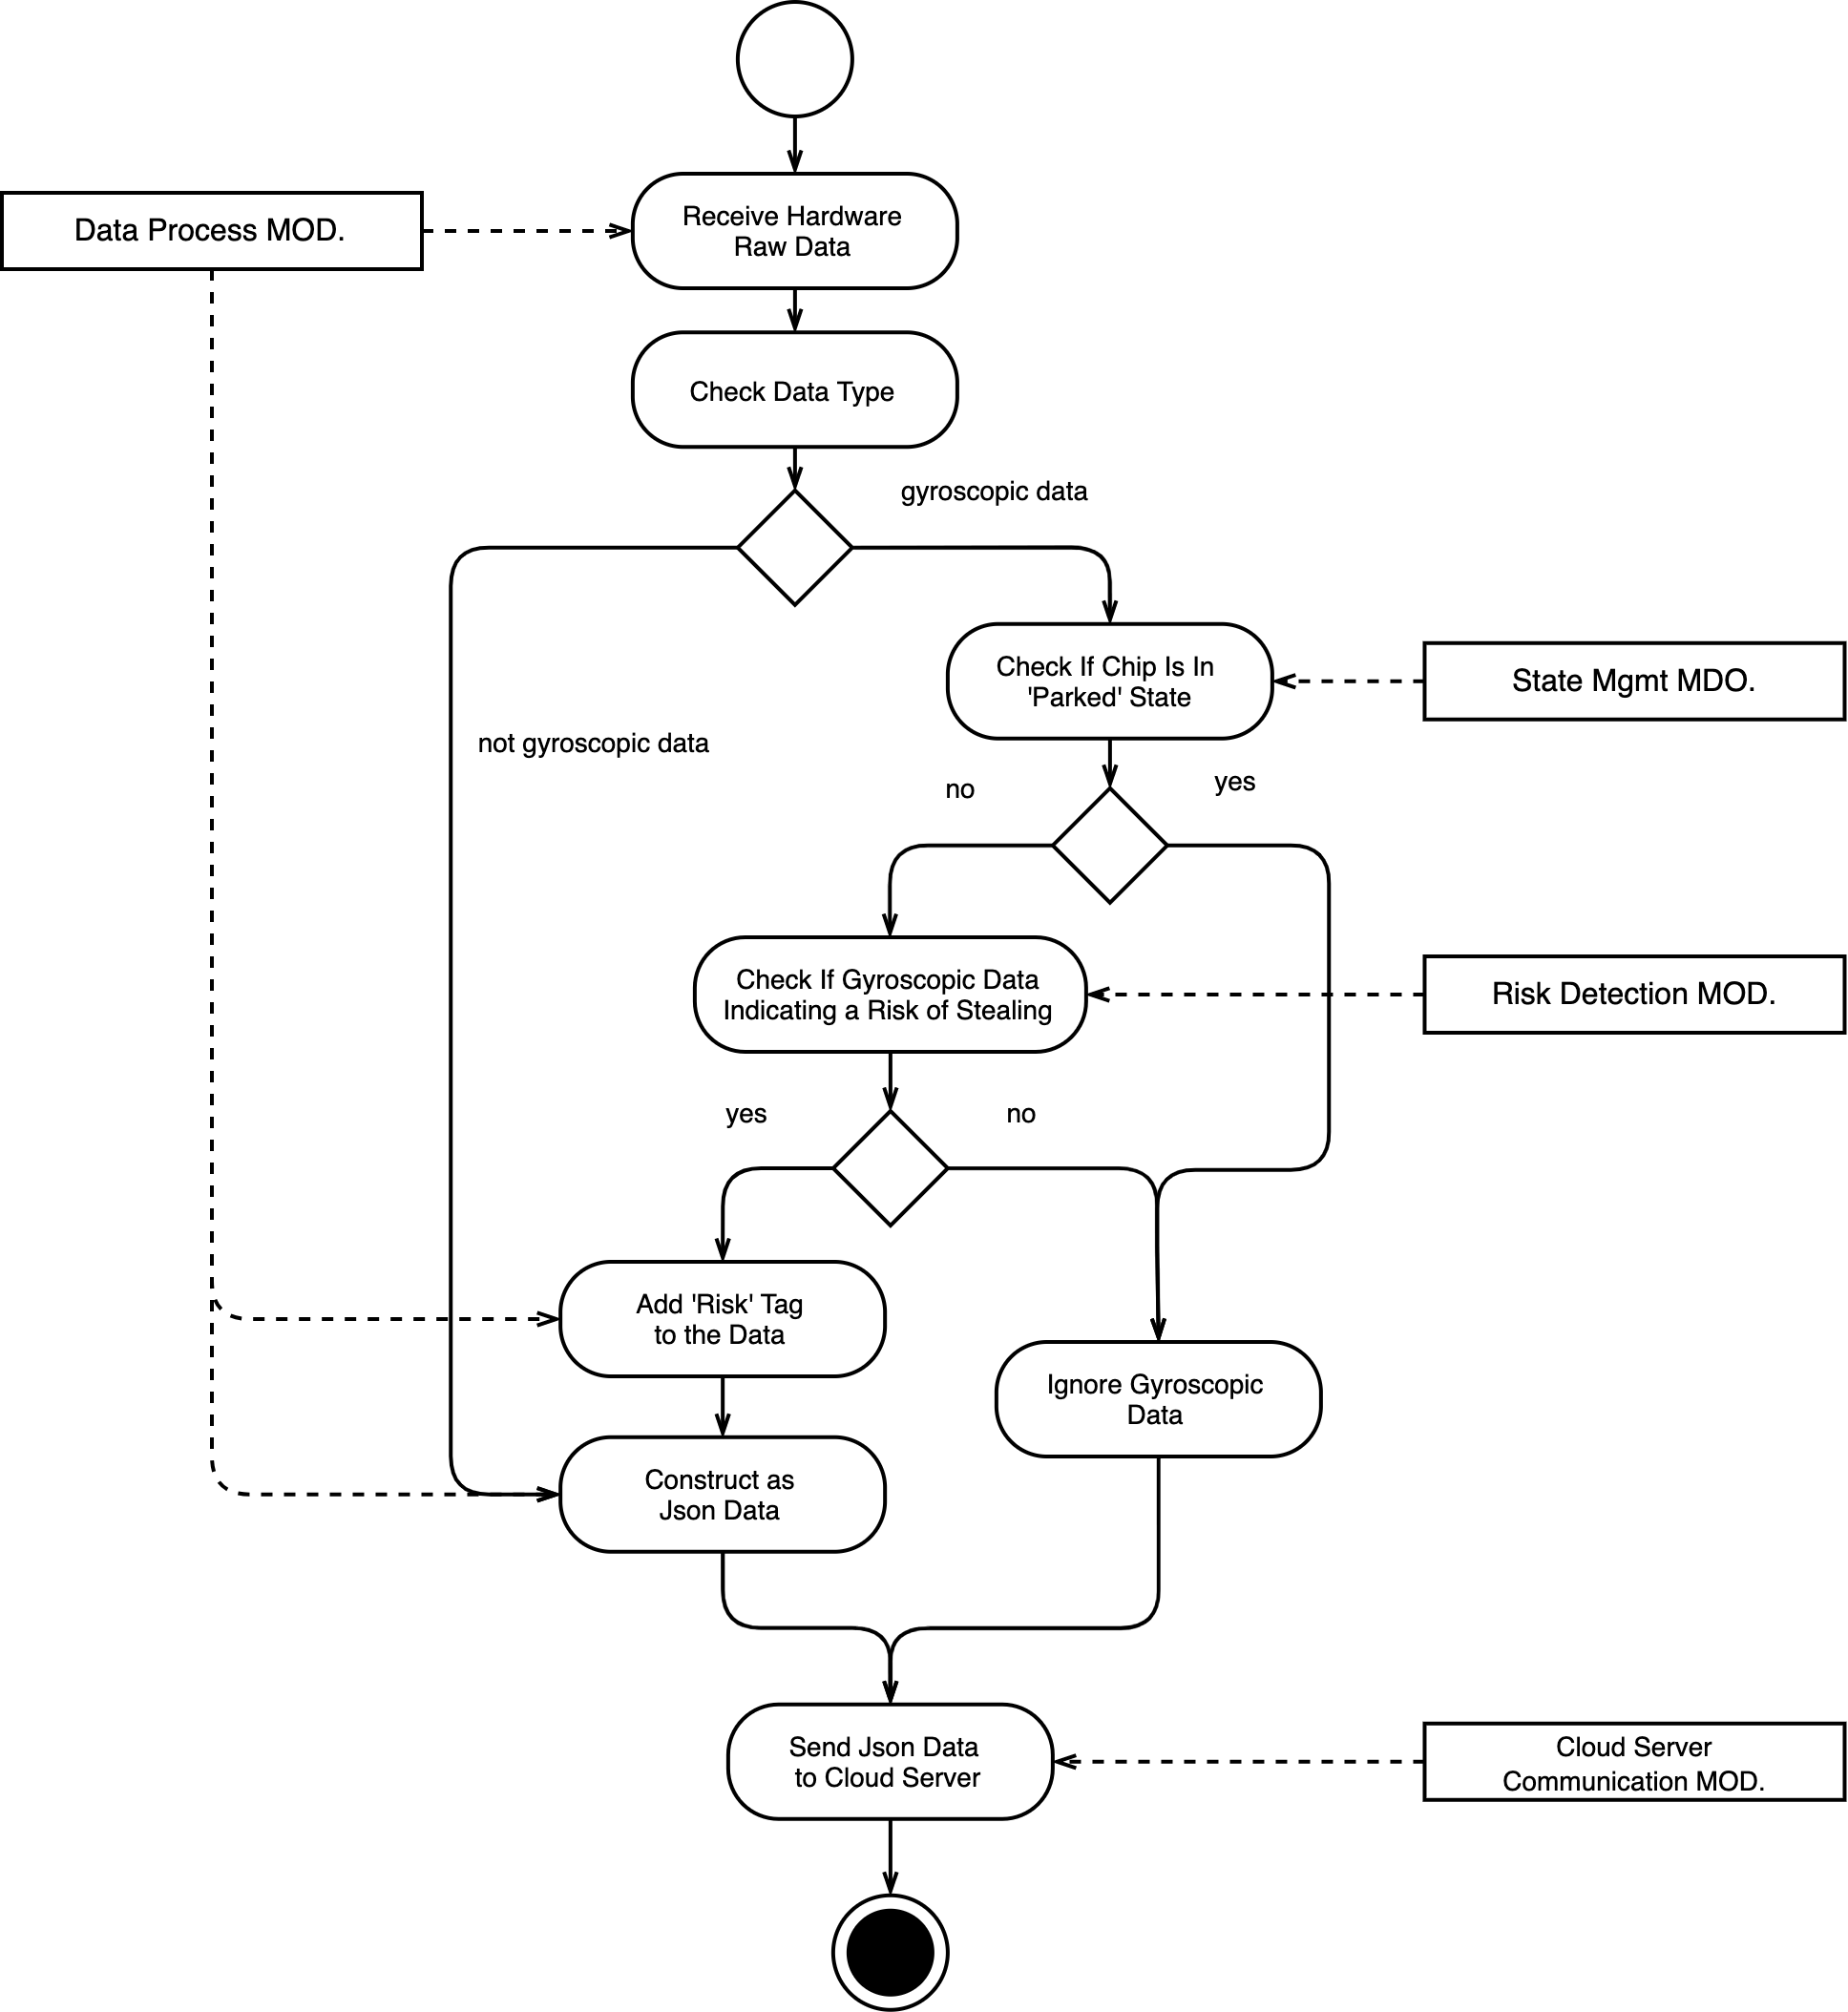 Receive Hardware
Raw Data
Data Process MOD.
Check Data Type
gyroscopic data
Check If Chip Is In
'Parked' State
State Mgmt MDO.
not gyroscopic data
no
yes
Check If Gyroscopic Data
Indicating a Risk of Stealing
Risk Detection MOD.
yes
no
Add 'Risk' Tag
to the Data
Ignore Gyroscopic
Data
Construct as
Json Data
Send Json Data
to Cloud Server
Cloud Server
Communication MOD.